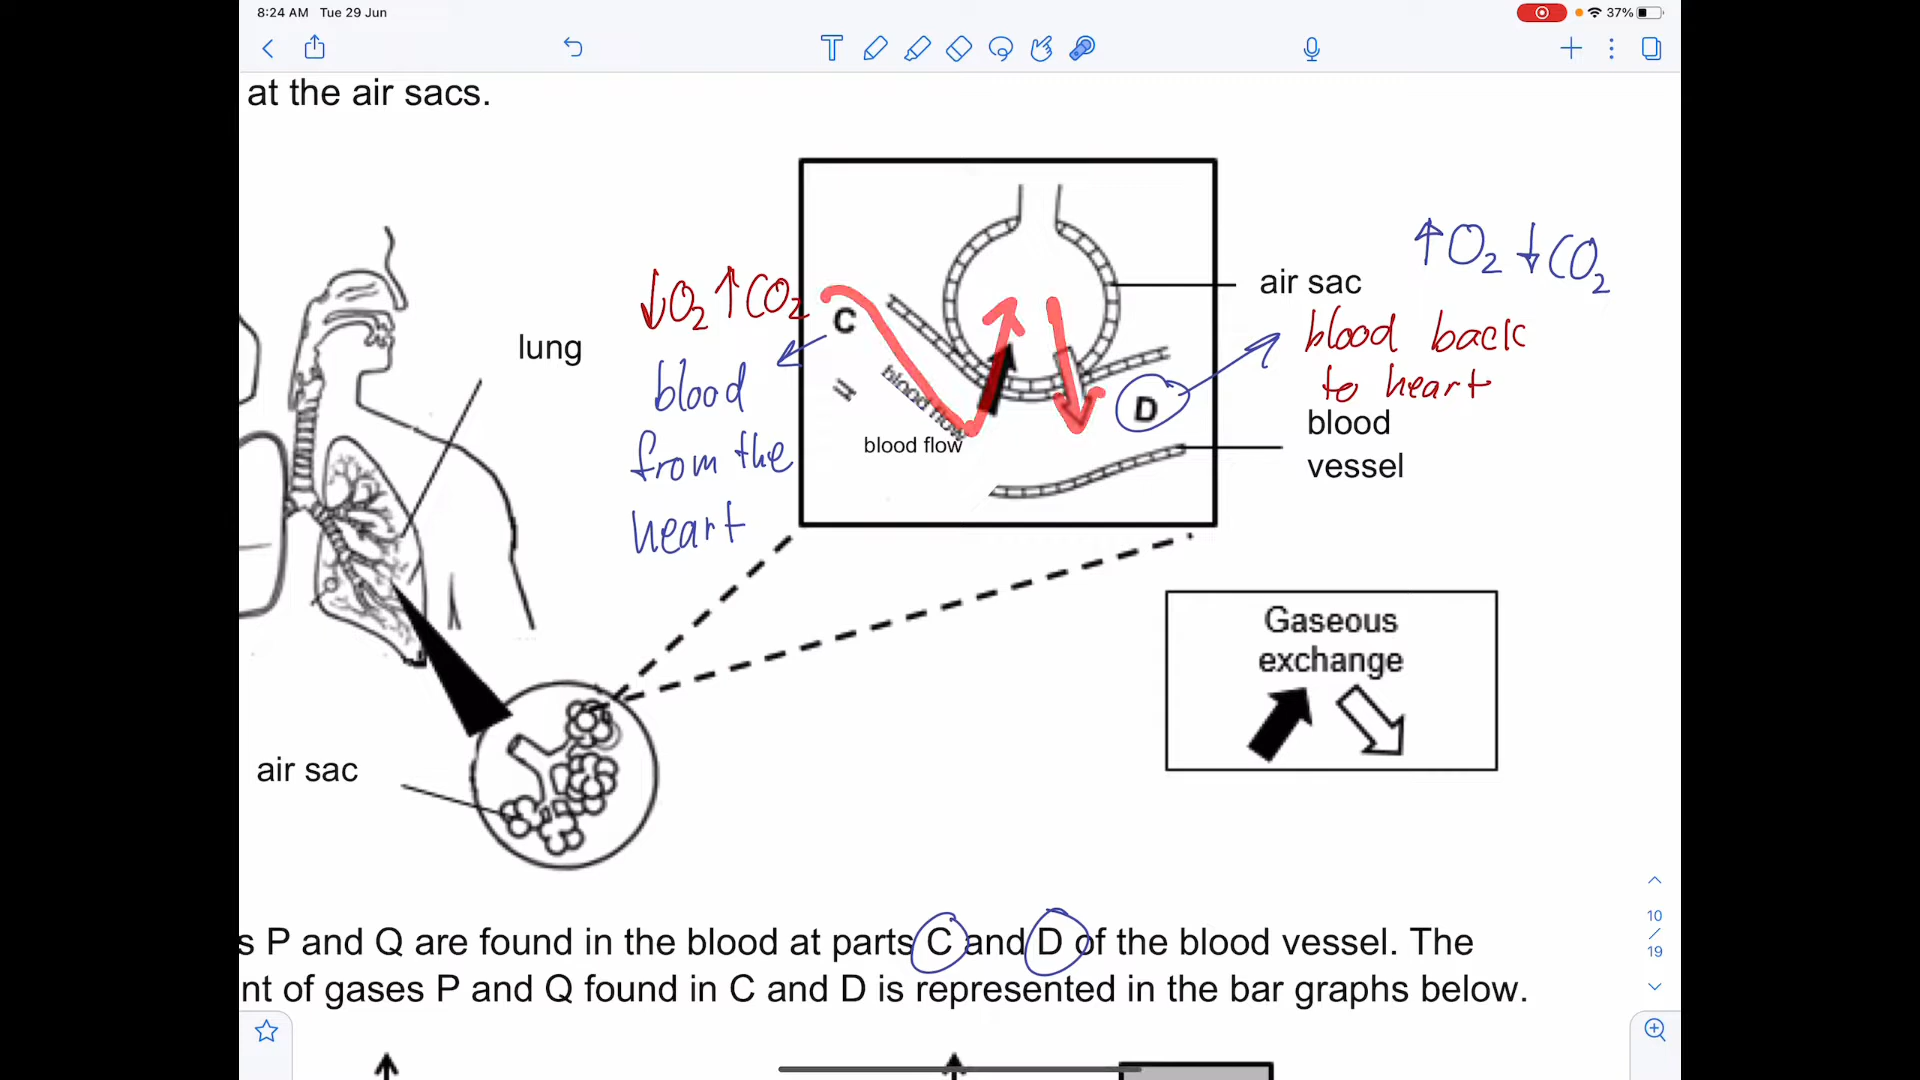 8:24 AM Tue 29 Jun
37%
at the air sacs.
↑O₂ ↓CO₂
air sac
↓O₂ ↑CO₂
C
blood back
to heart
lung
blood
from the
heart
blood flow
blood flow
D
blood
vessel
Gaseous
exchange
air sac
s P and Q are found in the blood at parts C and D of the blood vessel. The
nt of gases P and Q found in C and D is represented in the bar graphs below.
10
/
19